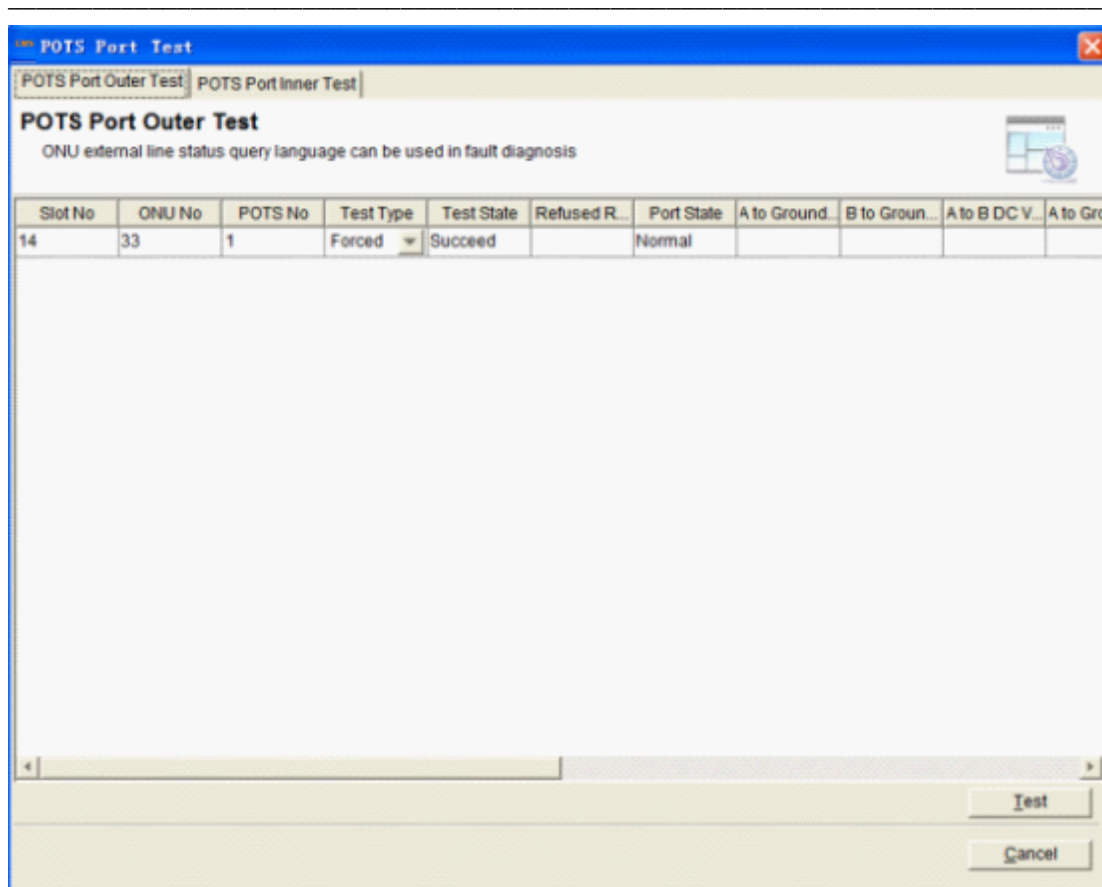 POTS Port Test
POTS Port Outer Test POTS Port Inner Test
POTS Port Outer Test
ONU external line status query language can be used in fault diagnosis
Slot No ONU No POTS No Test Type Test State Refused R... Port State A to Ground... B to Groun... A to B DC V... A to Gro
14 33 1 Forced Succeed Normal
Test
Cancel